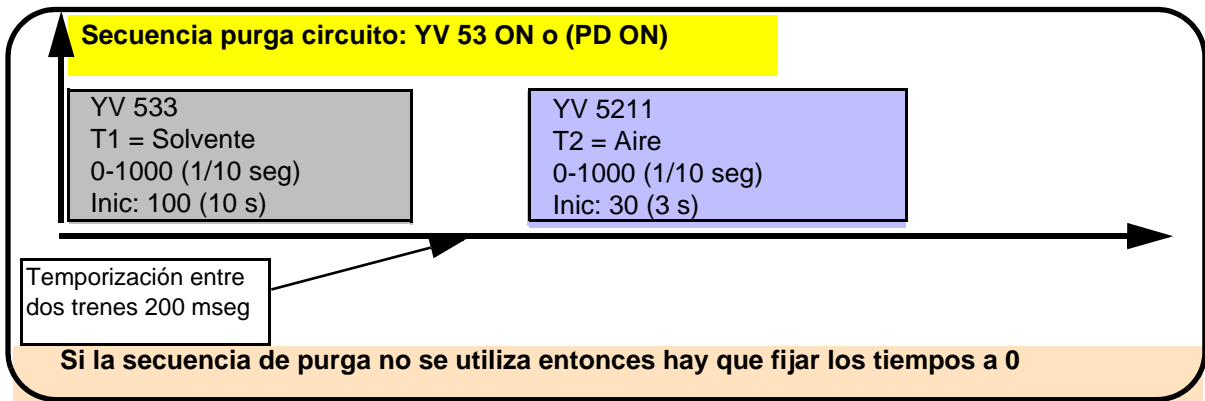 Secuencia purga circuito: YV 53 ON o (PD ON)
YV 533
T1 = Solvente
0-1000 (1/10 seg)
Inic: 100 (10 s)
YV 5211
T2 = Aire
0-1000 (1/10 seg)
Inic: 30 (3 s)
Temporización entre
dos trenes 200 mseg
Si la secuencia de purga no se utiliza entonces hay que fijar los tiempos a 0